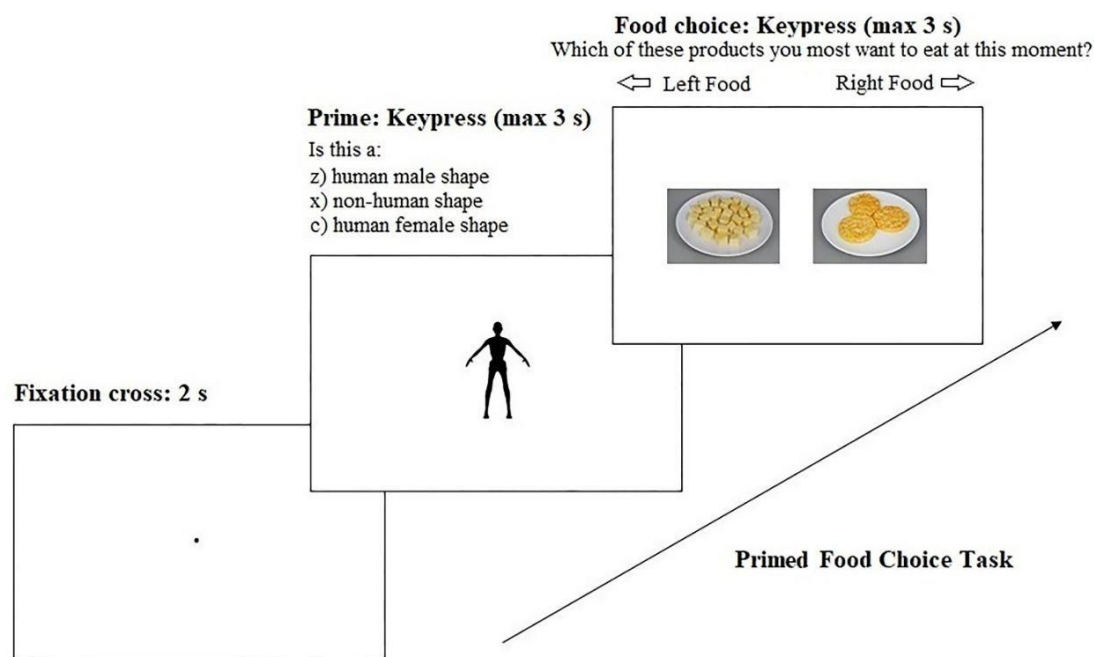 Food choice: Keypress (max 3 s)
Which of these products you most want to eat at this moment?
Left Food
Right Food
Prime: Keypress (max 3 s)
Is this a:
z) human male shape
x) non-human shape
c) human female shape
Fixation cross: 2 s
Primed Food Choice Task